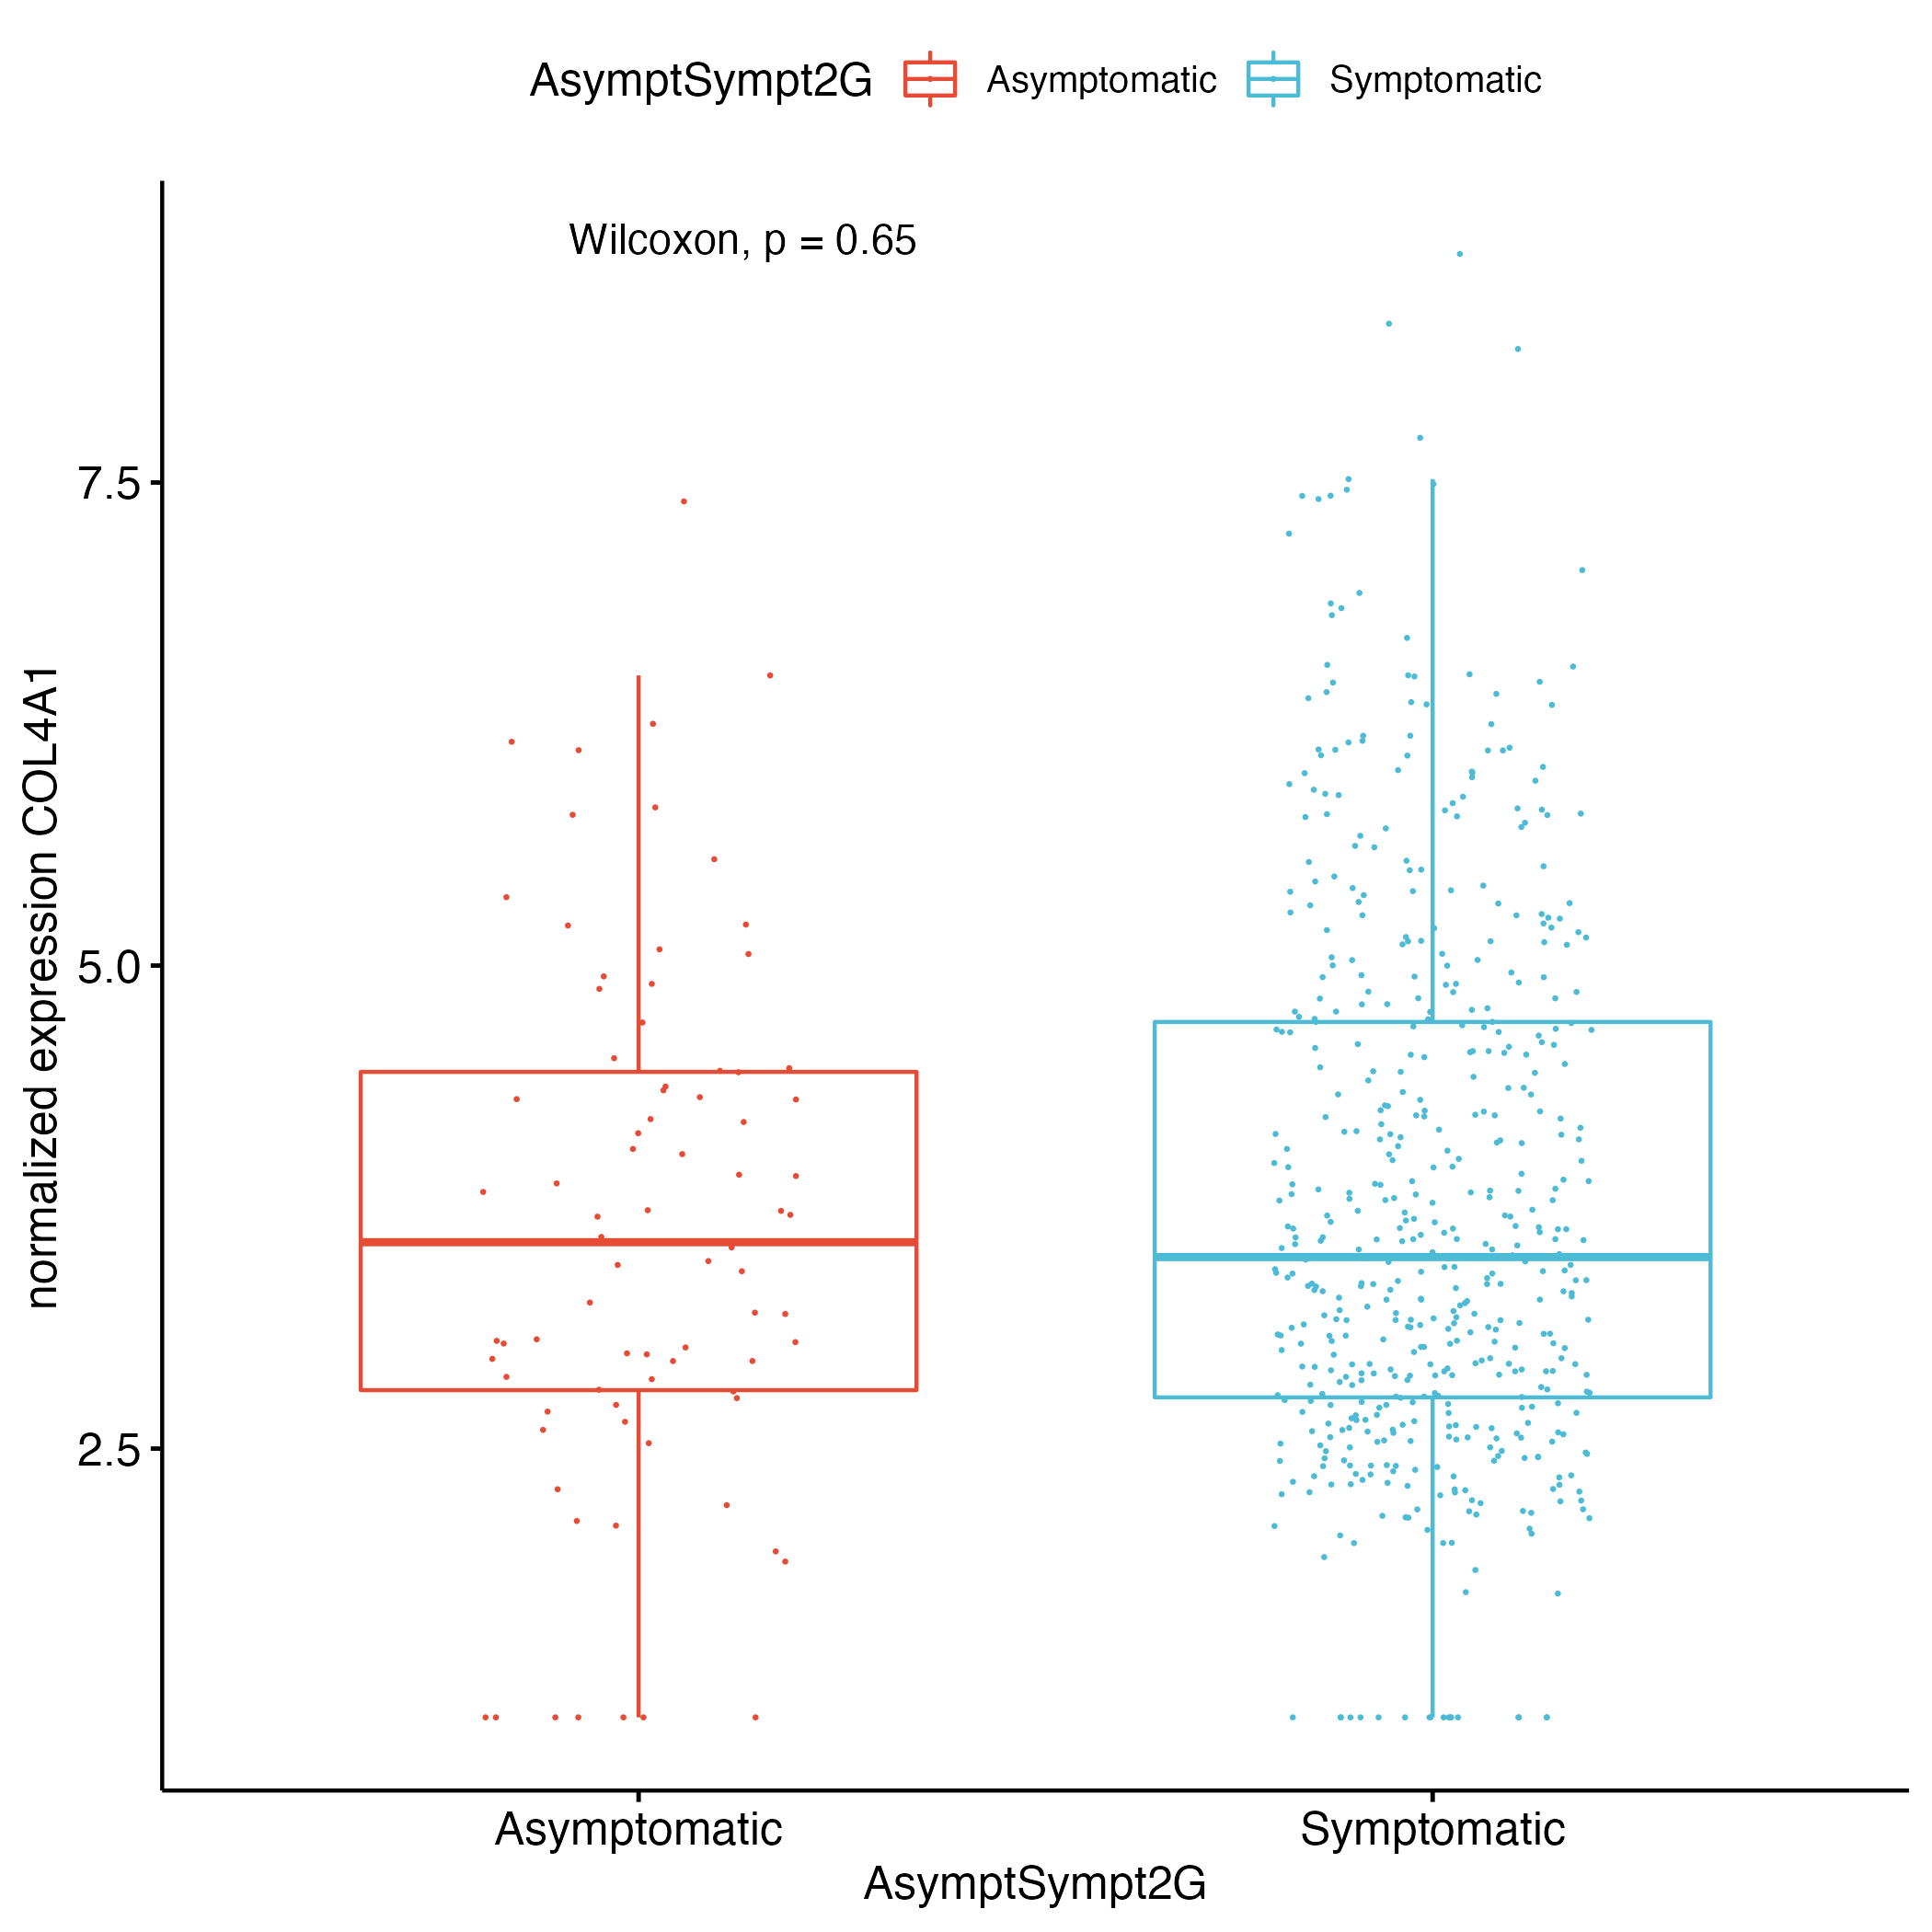 AsymptSympt2G Asymptomatic Symptomatic
Wilcoxon, p = 0.65
normalized expression COL4A1
7.5
5.0
2.5
Asymptomatic Symptomatic
AsymptSympt2G